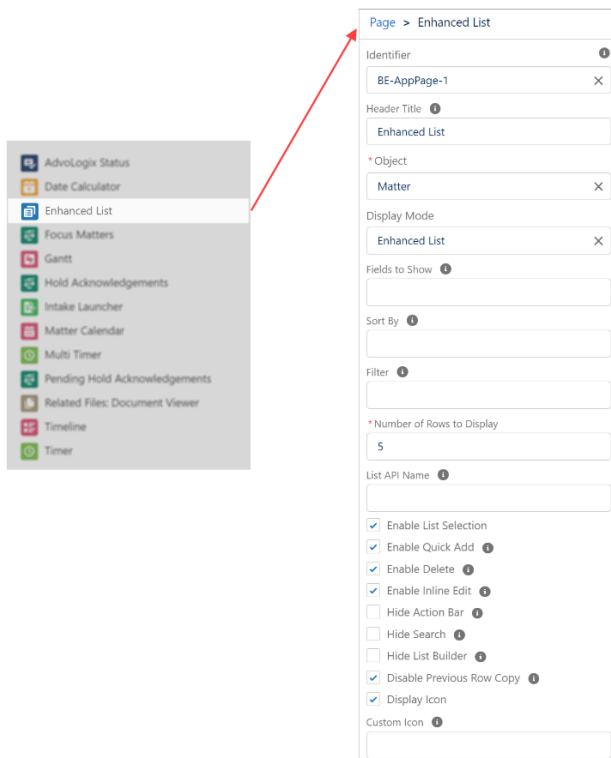 AdvoLogix Status
Date Calculator
Enhanced List
Focus Matters
Gantt
Hold Acknowledgements
Intake Launcher
Matter Calendar
Multi Timer
Pending Hold Acknowledgements
Related Files: Document Viewer
Timeline
Timer
Page > Enhanced List
Identifier
BE-AppPage-1
Header Title
Enhanced List
*Object
Matter
Display Mode
Enhanced List
Fields to Show
Sort By
Filter
*Number of Rows to Display
5
List API Name
Enable List Selection
Enable Quick Add
Enable Delete
Enable Inline Edit
Hide Action Bar
Hide Search
Hide List Builder
Disable Previous Row Copy
Display Icon
Custom Icon